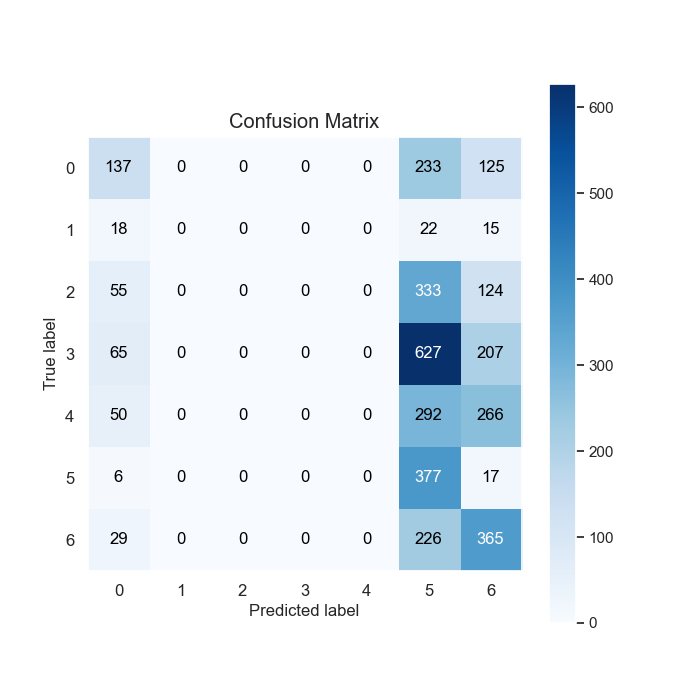 Confusion Matrix
0 137 0 0 0 0 233 125
1 18 0 0 0 0 22 15
2 55 0 0 0 0 333 124
3 65 0 0 0 0 627 207
4 50 0 0 0 0 292 266
5 6 0 0 0 0 377 17
6 29 0 0 0 0 226 365
0 1 2 3 4 5 6
True label
Predicted label
600
500
400
300
200
100
0